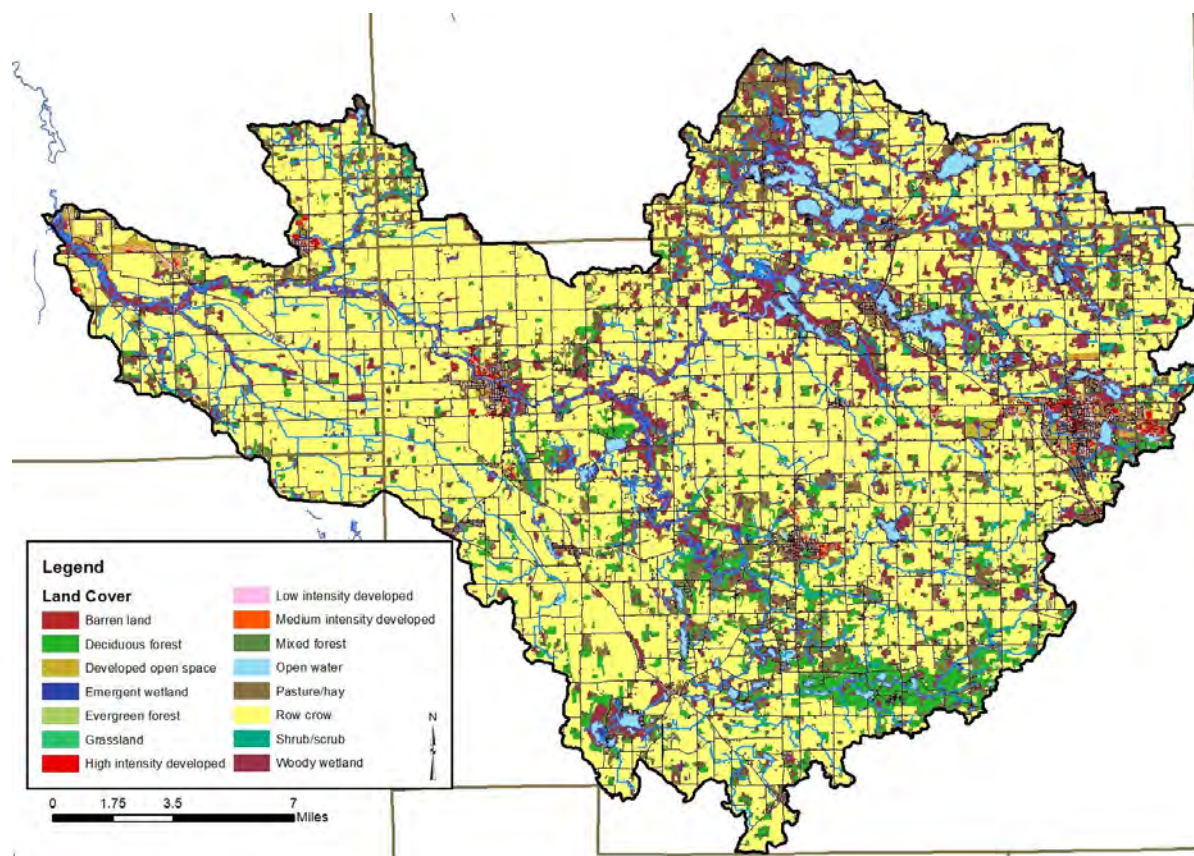 Legend
Land Cover
Barren land
Deciduous forest
Developed open space
Emergent wetland
Evergreen forest
Grassland
High intensity developed
Low intensity developed
Medium intensity developed
Mixed forest
Open water
Pasture/hay
Row crow
Shrub/scrub
Woody wetland
N
0 1.75 3.5 7
Miles